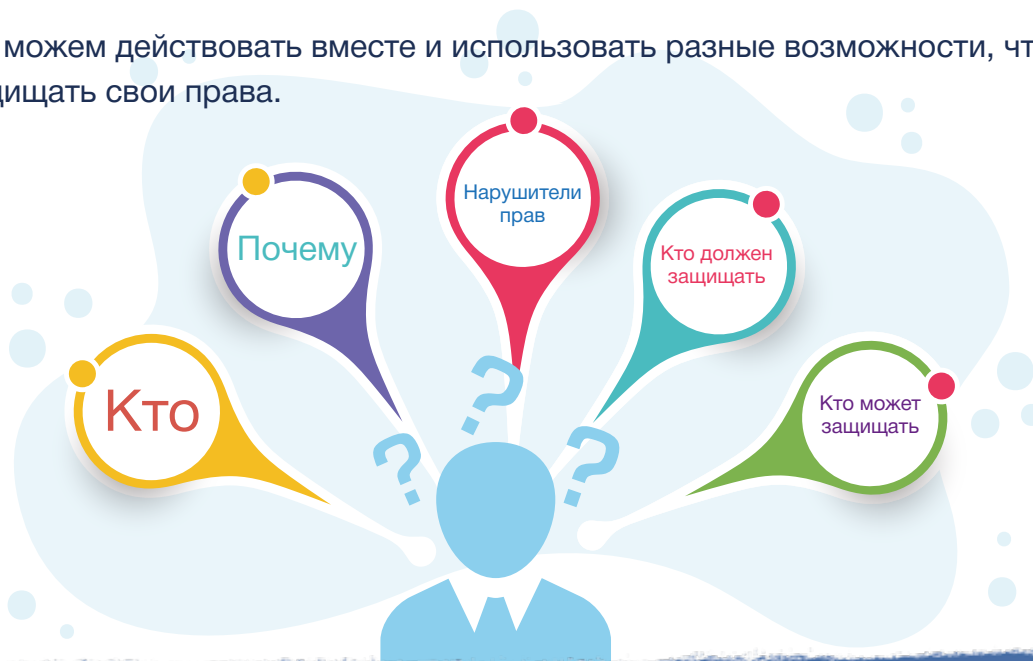 можем действовать вместе и использовать разные возможности, чт
щищать свои права.
Нарушители
прав
Почему
Кто должен
защищать
Кто
Кто может
защищать
?
?
?